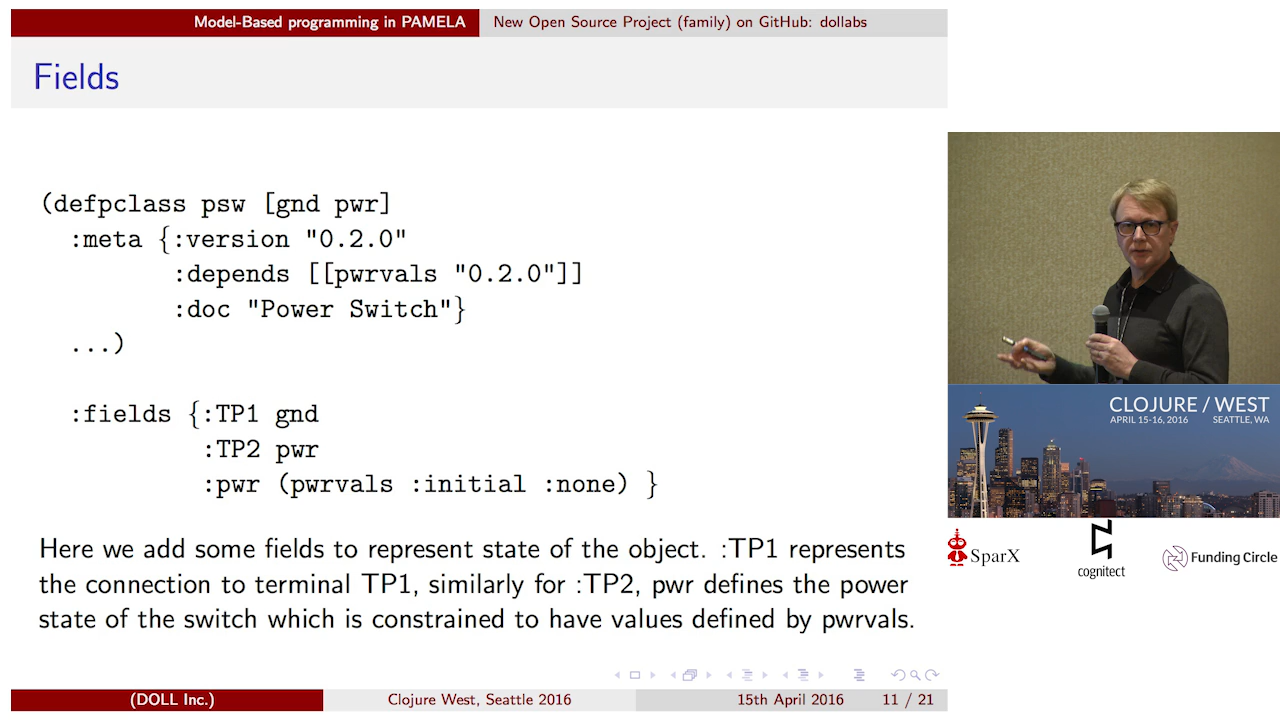 Model-Based programming in PAMELA
New Open Source Project (family) on GitHub: dollabs
Fields
(defpclass psw [gnd pwr]
:meta {:version "0.2.0"
:depends [[pwrvals "0.2.0"]]
:doc "Power Switch"}
...)
:fields {:TP1 gnd
:TP2 pwr
:pwr (pwrvals :initial :none) }
Here we add some fields to represent state of the object. :TP1 represents
the connection to terminal TP1, similarly for :TP2, pwr defines the power
state of the switch which is constrained to have values defined by pwrvals.
(DOLL Inc.)
Clojure West, Seattle 2016
15th April 2016
11 / 21
CLOJURE / WEST
APRIL 15-16, 2016
SEATTLE, WA
SparX
cognitect
Funding Circle